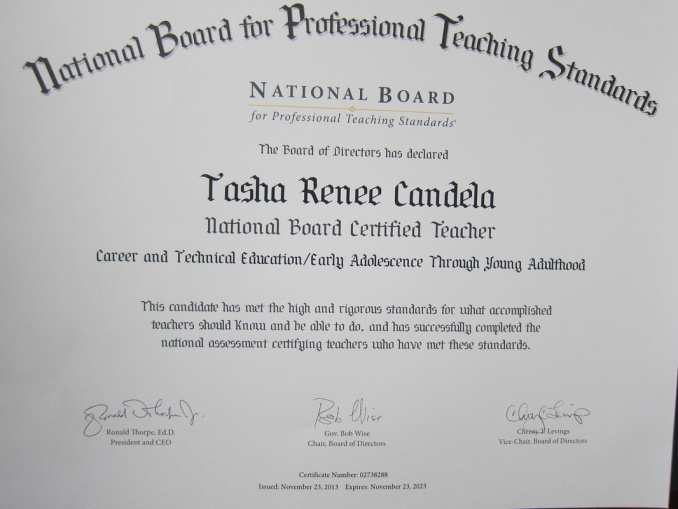 National Board for Professional Teaching Standards
NATIONAL BOARD
for Professional Teaching Standards®
The Board of Directors has declared
Tasha Renee Candela
National Board Certified Teacher
Career and Technical Education/Early Adolescence Through Young Adulthood
This candidate has met the high and rigorous standards for what accomplished
teachers should know and be able to do, and has successfully completed the
national assessment certifying teachers who have met these standards.
Ronald Thorpe, Ed.D.
President and CEO
Rob Wise
Gov. Bob Wise
Chair, Board of Directors
Christy L. Levings
Vice-Chair, Board of Directors
Certificate Number: 02738288
Issued: November 23, 2013 Expires: November 23, 2023